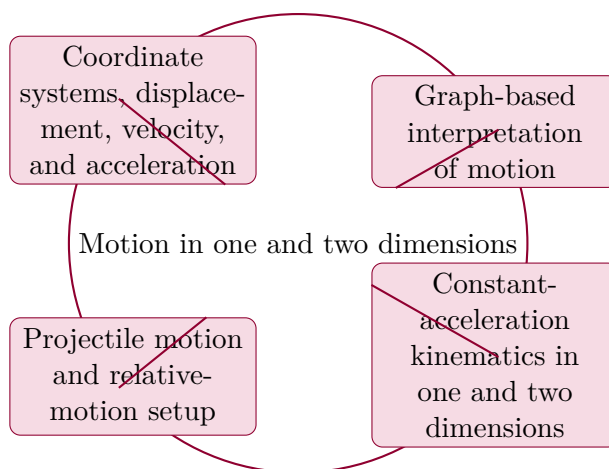 Coordinate
systems, displace-
ment, velocity,
and acceleration
Graph-based
interpretation
of motion
Motion in one and two dimensions
Projectile motion
and relative-
motion setup
Constant-
acceleration
kinematics in
one and two
dimensions